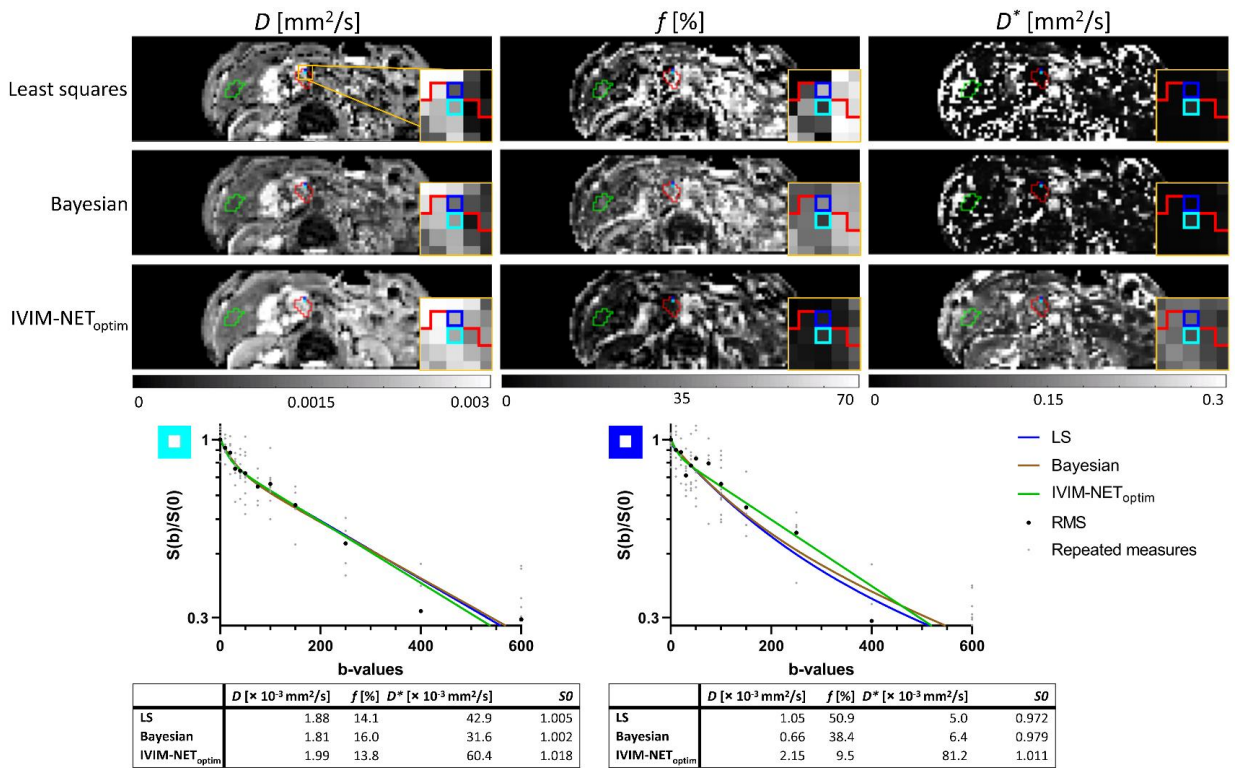 D [mm²/s] f [%] D* [mm²/s]
Least squares
Bayesian
IVIM-NEToptim
0 0.0015 0.003 0 35 70 0 0.15 0.3
1
0.3
S(b)/S(0)
0 200 400 600
b-values
1
0.3
S(b)/S(0)
0 200 400 600
b-values
LS
Bayesian
IVIM-NEToptim
RMS
Repeated measures
D [× 10⁻³ mm²/s] f [%] D* [× 10⁻³ mm²/s] S0
LS 1.88 14.1 42.9 1.005
Bayesian 1.81 16.0 31.6 1.002
IVIM-NEToptim 1.99 13.8 60.4 1.018
D [× 10⁻³ mm²/s] f [%] D* [× 10⁻³ mm²/s] S0
LS 1.05 50.9 5.0 0.972
Bayesian 0.66 38.4 6.4 0.979
IVIM-NEToptim 2.15 9.5 81.2 1.011